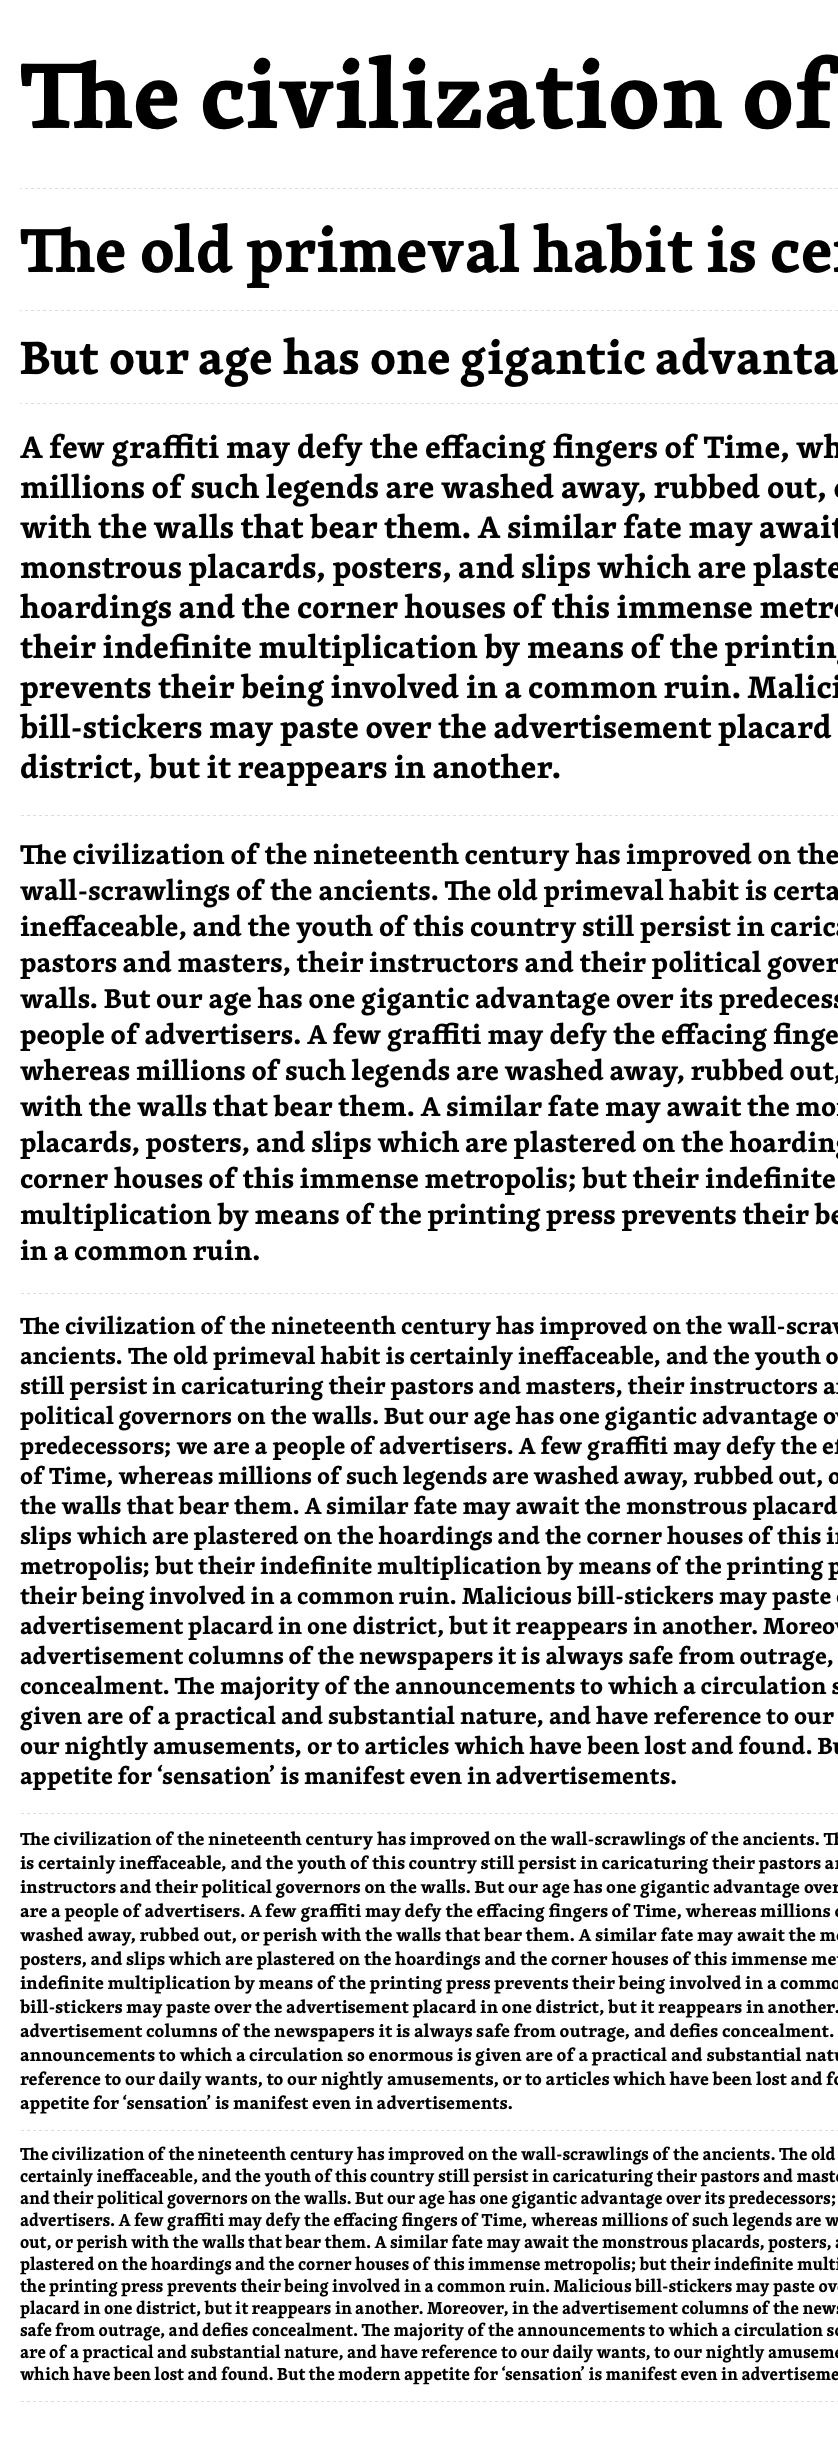 The civilization of
The old primeval habit is
But our age has one gigantic
A few graffiti may defy the effacing fingers of Time,
millions of such legends are washed away, rubbed out,
with the walls that bear them. A similar fate may await
monstrous placards, posters, and slips which are
hoardings and the corner houses of this immense
their indefinite multiplication by means of the
prevents their being involved in a common ruin.
bill-stickers may paste over the advertisement placard
district, but it reappears in another.
The civilization of the nineteenth century has improved on the
wall-scrawlings of the ancients. The old primeval habit is
ineffaceable, and the youth of this country still persist in
pastors and masters, their instructors and their political
walls. But our age has one gigantic advantage over its
people of advertisers. A few graffiti may defy the effacing
whereas millions of such legends are washed away, rubbed out,
with the walls that bear them. A similar fate may await the
placards, posters, and slips which are plastered on the
corner houses of this immense metropolis; but their indefinite
multiplication by means of the printing press prevents their
in a common ruin.
The civilization of the nineteenth century has improved on the
ancients. The old primeval habit is certainly ineffaceable, and the youth
still persist in caricaturing their pastors and masters, their instructors
political governors on the walls. But our age has one gigantic advantage
predecessors; we are a people of advertisers. A few graffiti may defy the
of Time, whereas millions of such legends are washed away, rubbed out,
the walls that bear them. A similar fate may await the monstrous
slips which are plastered on the hoardings and the corner houses of this
metropolis; but their indefinite multiplication by means of the printing
their being involved in a common ruin. Malicious bill-stickers may paste
advertisement placard in one district, but it reappears in another.
advertisement columns of the newspapers it is always safe from outrage,
concealment. The majority of the announcements to which a circulation
given are of a practical and substantial nature, and have reference to our
our nightly amusements, or to articles which have been lost and found.
appetite for ‘sensation’ is manifest even in advertisements.
The civilization of the nineteenth century has improved on the wall-scrawlings of the ancients.
is certainly ineffaceable, and the youth of this country still persist in caricaturing their pastors
instructors and their political governors on the walls. But our age has one gigantic advantage over
are a people of advertisers. A few graffiti may defy the effacing fingers of Time, whereas millions
washed away, rubbed out, or perish with the walls that bear them. A similar fate may await the
posters, and slips which are plastered on the hoardings and the corner houses of this immense
indefinite multiplication by means of the printing press prevents their being involved in a
bill-stickers may paste over the advertisement placard in one district, but it reappears in another.
advertisement columns of the newspapers it is always safe from outrage, and defies concealment.
announcements to which a circulation so enormous is given are of a practical and substantial
reference to our daily wants, to our nightly amusements, or to articles which have been lost and
appetite for ‘sensation’ is manifest even in advertisements.
The civilization of the nineteenth century has improved on the wall-scrawlings of the ancients. The old
certainly ineffaceable, and the youth of this country still persist in caricaturing their pastors and
and their political governors on the walls. But our age has one gigantic advantage over its predecessors;
advertisers. A few graffiti may defy the effacing fingers of Time, whereas millions of such legends are
out, or perish with the walls that bear them. A similar fate may await the monstrous placards, posters,
plastered on the hoardings and the corner houses of this immense metropolis; but their indefinite
the printing press prevents their being involved in a common ruin. Malicious bill-stickers may paste
placard in one district, but it reappears in another. Moreover, in the advertisement columns of the
safe from outrage, and defies concealment. The majority of the announcements to which a circulation
are of a practical and substantial nature, and have reference to our daily wants, to our nightly
which have been lost and found. But the modern appetite for ‘sensation’ is manifest even in